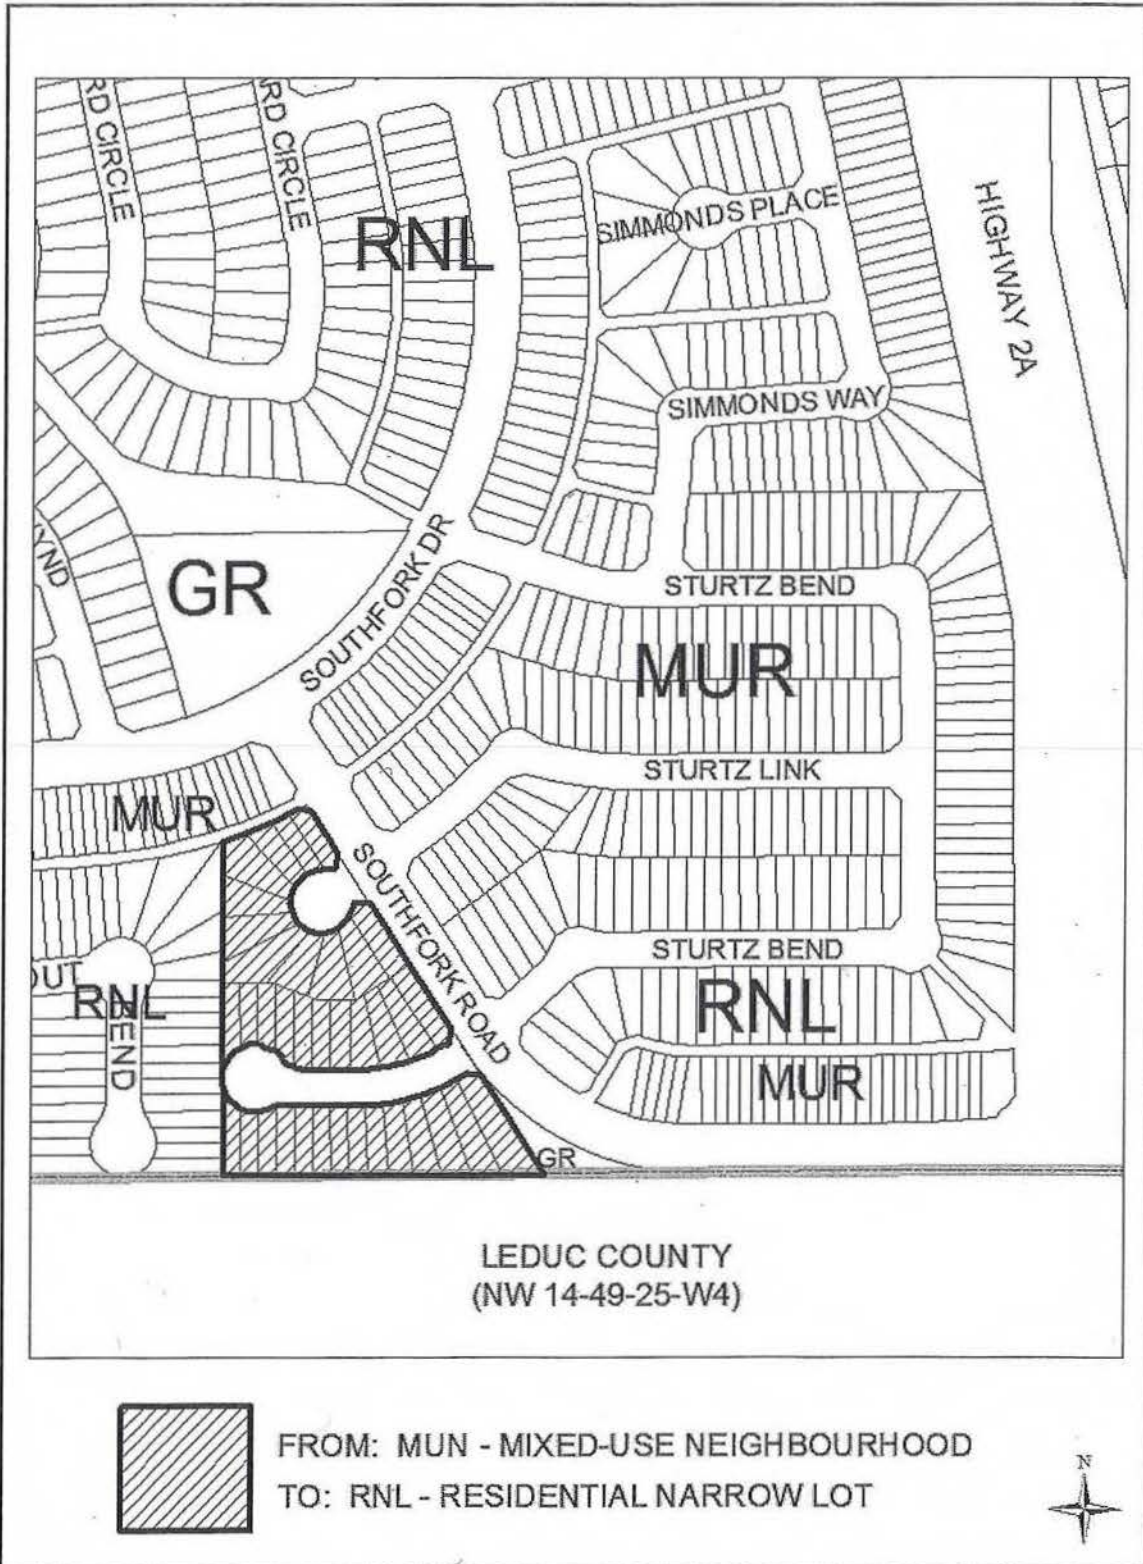 RD CIRCLE
RD CIRCLE
RNL
SIMMONDS PLACE
HIGHWAY 2A
SIMMONDS WAY
YND
GR
SOUTHFORK DR
STURTZ BEND
MUR
STURTZ LINK
MUR
SOUTHFORK ROAD
STURTZ BEND
OUT
RNL
BEND
RNL
MUR
GR
LEDUC COUNTY
(NW 14-49-25-W4)
FROM: MUN - MIXED-USE NEIGHBOURHOOD
TO: RNL - RESIDENTIAL NARROW LOT
N